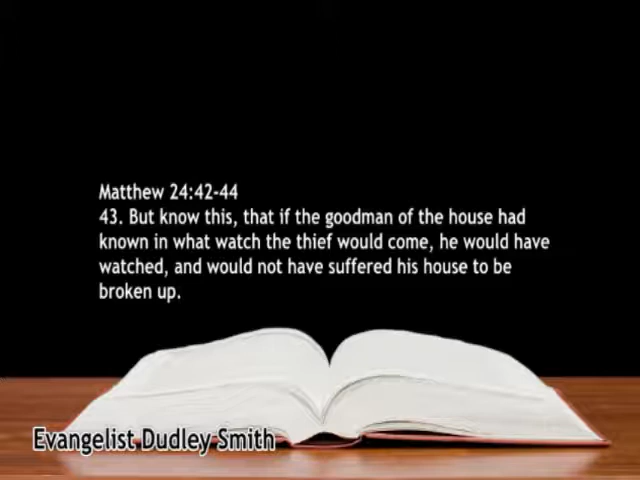 Matthew 24:42-44
43. But know this, that if the goodman of the house had
known in what watch the thief would come, he would have
watched, and would not have suffered his house to be
broken up.
Evangelist Dudley Smith